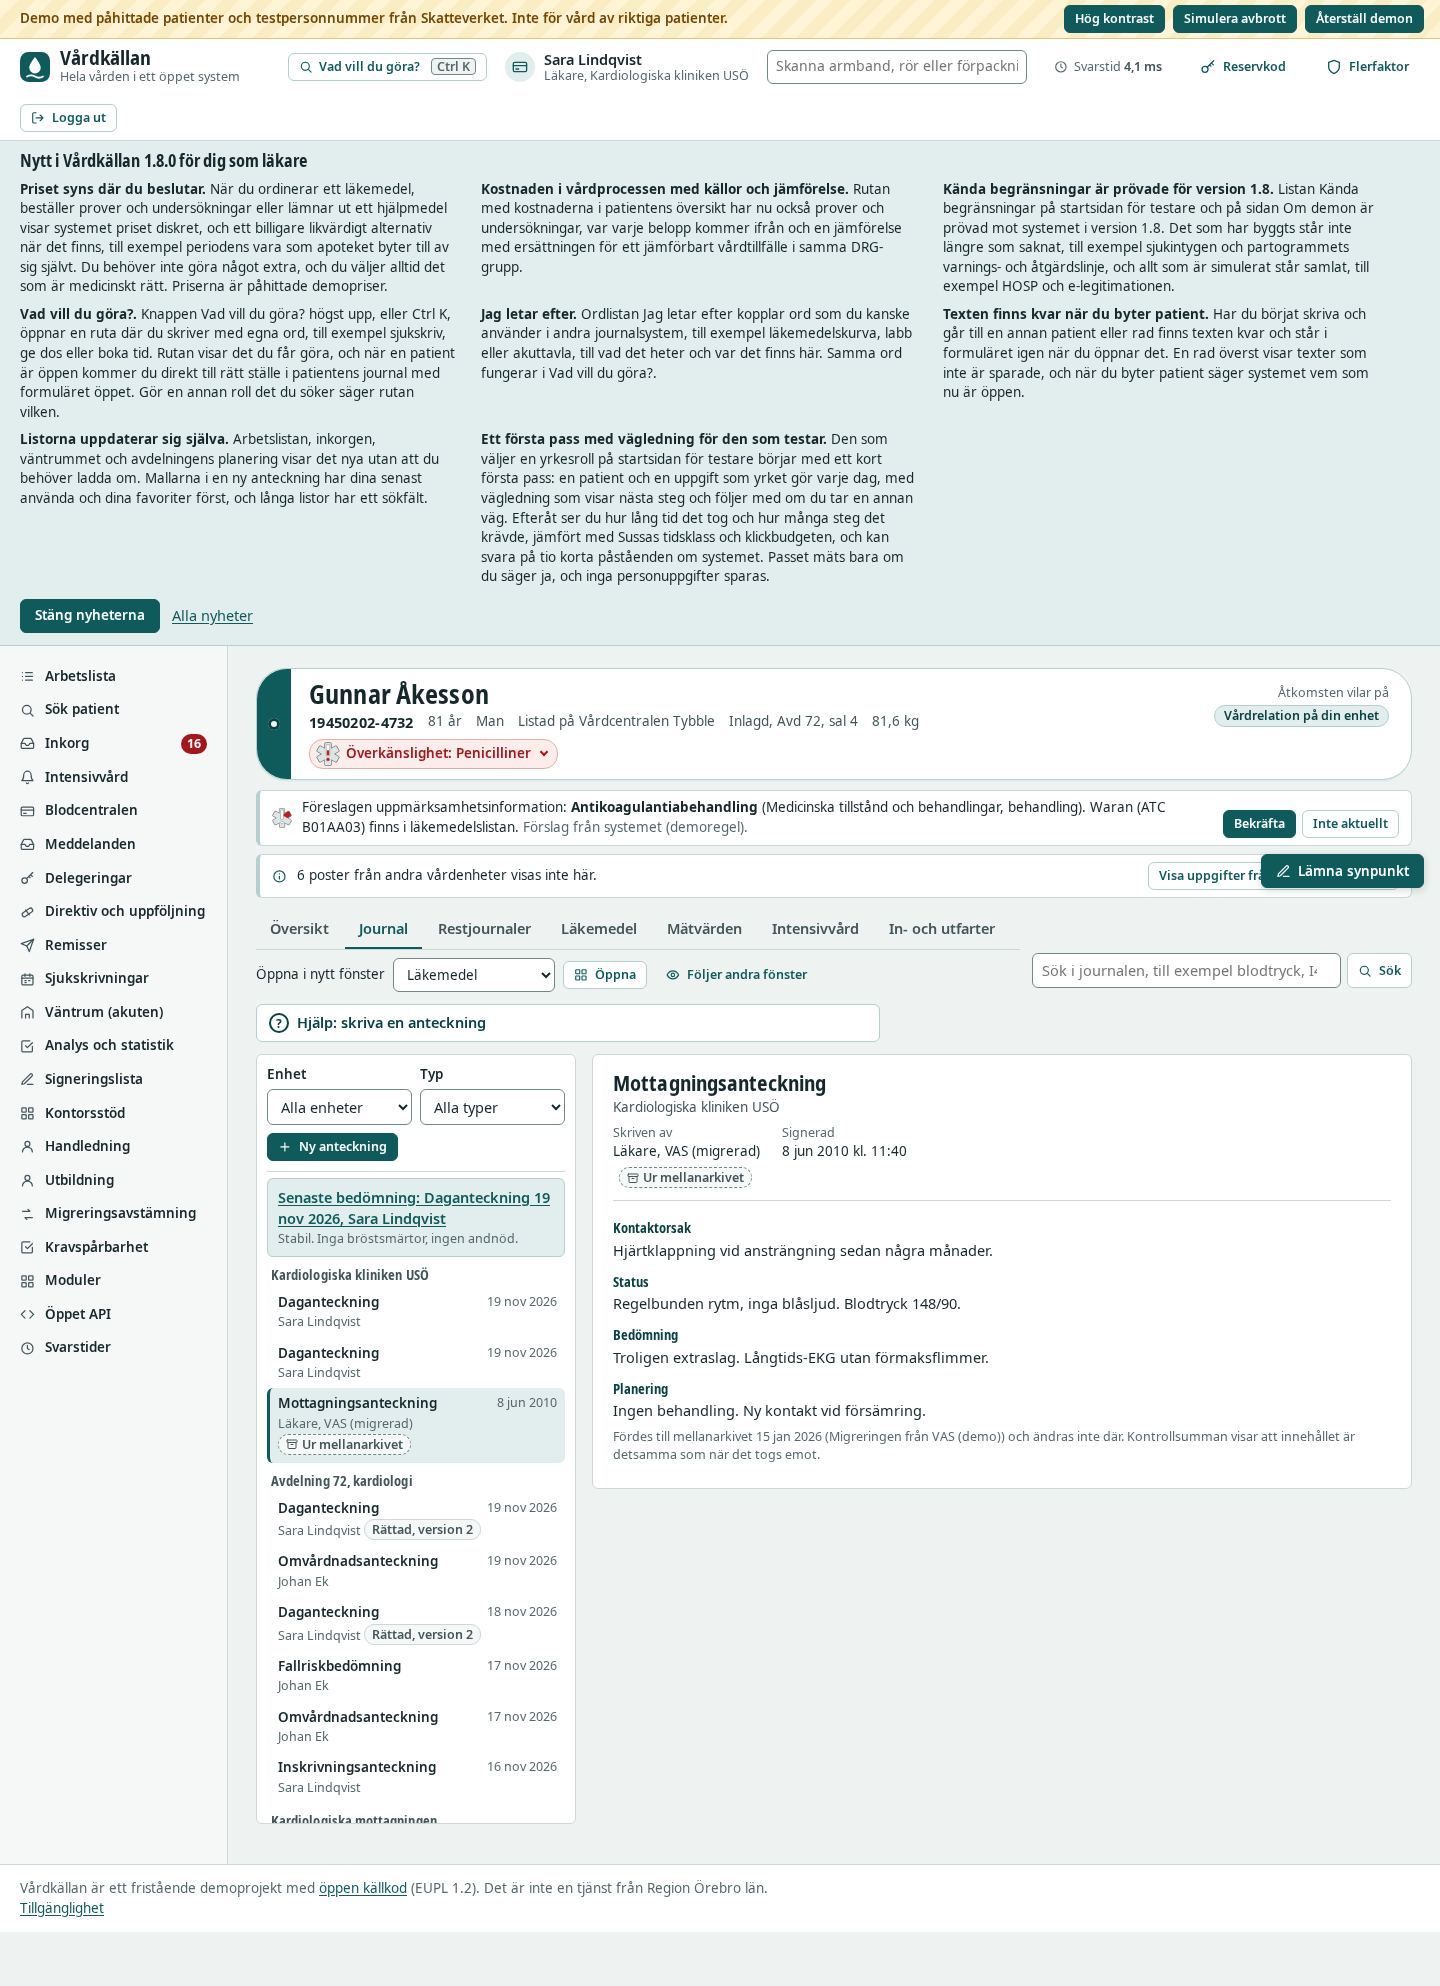 Demo med påhittade patienter och testpersonnummer från Skatteverket. Inte för vård av riktiga patienter.
Hög kontrast
Simulera avbrott
Återställ demon
Vårdkällan
Hela vården i ett öppet system
Vad vill du göra? Ctrl K
Sara Lindqvist
Läkare, Kardiologiska kliniken USÖ
Skanna armband, rör eller förpackni
Svarstid 4,1 ms
Reservkod
Flerfaktor
Logga ut
Nytt i Vårdkällan 1.8.0 för dig som läkare
Priset syns där du beslutar. När du ordinerar ett läkemedel,
beställer prover och undersökningar eller lämnar ut ett hjälpmedel
visar systemet priset diskret, och ett billigare likvärdigt alternativ
när det finns, till exempel periodens vara som apoteket byter till av
sig självt. Du behöver inte göra något extra, och du väljer alltid det
som är medicinskt rätt. Priserna är påhittade demopriser.
Kostnaden i vårdprocessen med källor och jämförelse. Rutan
med kostnaderna i patientens översikt har nu också prover och
undersökningar, var varje belopp kommer ifrån och en jämförelse
med ersättningen för ett jämförbart vårdtillfälle i samma DRG-
grupp.
Kända begränsningar är prövade för version 1.8. Listan Kända
begränsningar på startsidan för testare och på sidan Om demon är
prövad mot systemet i version 1.8. Det som har byggts står inte
längre som saknat, till exempel sjukintygen och partogrammets
varnings- och åtgärdslinje, och allt som är simulerat står samlat, till
exempel HOSP och e-legitimationen.
Vad vill du göra?. Knappen Vad vill du göra? högst upp, eller Ctrl K,
öppnar en ruta där du skriver med egna ord, till exempel sjukskriv,
ge dos eller boka tid. Rutan visar det du får göra, och när en patient
är öppen kommer du direkt till rätt ställe i patientens journal med
formuläret öppet. Gör en annan roll det du söker säger rutan
vilken.
Jag letar efter. Ordlistan Jag letar efter kopplar ord som du kanske
använder i andra journalsystem, till exempel läkemedelskurva, labb
eller akuttavla, till vad det heter och var det finns här. Samma ord
fungerar i Vad vill du göra?.
Texten finns kvar när du byter patient. Har du börjat skriva och
går till en annan patient eller rad finns texten kvar och står i
formuläret igen när du öppnar det. En rad överst visar texter som
inte är sparade, och när du byter patient säger systemet vem som
nu är öppen.
Listorna uppdaterar sig själva. Arbetslistan, inkorgen,
väntrummet och avdelningens planering visar det nya utan att du
behöver ladda om. Mallarna i en ny anteckning har dina senast
använda och dina favoriter först, och långa listor har ett sökfält.
Ett första pass med vägledning för den som testar. Den som
väljer en yrkesroll på startsidan för testare börjar med ett kort
första pass: en patient och en uppgift som yrket gör varje dag, med
vägledning som visar nästa steg och följer med om du tar en annan
väg. Efteråt ser du hur lång tid det tog och hur många steg det
krävde, jämfört med Sussas tidsklass och klickbudgeten, och kan
svara på tio korta påståenden om systemet. Passet mäts bara om
du säger ja, och inga personuppgifter sparas.
Stäng nyheterna
Alla nyheter
Arbetslista
Sök patient
Inkorg 16
Intensivvård
Blodcentralen
Meddelanden
Delegeringar
Direktiv och uppföljning
Remisser
Sjukskrivningar
Väntrum (akuten)
Analys och statistik
Signeringslista
Kontorsstöd
Handledning
Utbildning
Migreringsavstämning
Kravspårbarhet
Moduler
Öppet API
Svarstider
Gunnar Åkesson
19450202-4732 81 år Man Listad på Vårdcentralen Tybble Inlagd, Avd 72, sal 4 81,6 kg
Överkänslighet: Penicilliner
Åtkomsten vilar på
Vårdrelation på din enhet
Föreslagen uppmärksamhetsinformation: Antikoagulantiabehandling (Medicinska tillstånd och behandlingar, behandling). Waran (ATC
B01AA03) finns i läkemedelslistan. Förslag från systemet (demoregel).
Bekräfta
Inte aktuellt
6 poster från andra vårdenheter visas inte här.
Visa uppgifter
Lämna synpunkt
Översikt
Journal
Restjournaler
Läkemedel
Mätvärden
Intensivvård
In- och utfarter
Öppna i nytt fönster
Läkemedel
Öppna
Följer andra fönster
Sök i journalen, till exempel blodtryck,
Sök
? Hjälp: skriva en anteckning
Enhet
Typ
Alla enheter
Alla typer
Ny anteckning
Senaste bedömning: Daganteckning 19
nov 2026, Sara Lindqvist
Stabil. Inga bröstsmärtor, ingen andnöd.
Kardiologiska kliniken USÖ
Daganteckning 19 nov 2026
Sara Lindqvist
Daganteckning 19 nov 2026
Sara Lindqvist
Mottagningsanteckning 8 jun 2010
Läkare, VAS (migrerad)
Ur mellanarkivet
Avdelning 72, kardiologi
Daganteckning 19 nov 2026
Sara Lindqvist Rättad, version 2
Omvårdnadsanteckning 19 nov 2026
Johan Ek
Daganteckning 18 nov 2026
Sara Lindqvist Rättad, version 2
Fallriskbedömning 17 nov 2026
Johan Ek
Omvårdnadsanteckning 17 nov 2026
Johan Ek
Inskrivningsanteckning 16 nov 2026
Sara Lindqvist
Kardiologiska mottagningen
Mottagningsanteckning
Kardiologiska kliniken USÖ
Skriven av
Läkare, VAS (migrerad)
Signerad
8 jun 2010 kl. 11:40
Ur mellanarkivet
Kontaktorsak
Hjärtklappning vid ansträngning sedan några månader.
Status
Regelbunden rytm, inga blåsljud. Blodtryck 148/90.
Bedömning
Troligen extraslag. Långtids-EKG utan förmaksflimmer.
Planering
Ingen behandling. Ny kontakt vid försämring.
Fördes till mellanarkivet 15 jan 2026 (Migreringen från VAS (demo)) och ändras inte där. Kontrollsumman visar att innehållet är
detsamma som när det togs emot.
Vårdkällan är ett fristående demoprojekt med öppen källkod (EUPL 1.2). Det är inte en tjänst från Region Örebro län.
Tillgänglighet